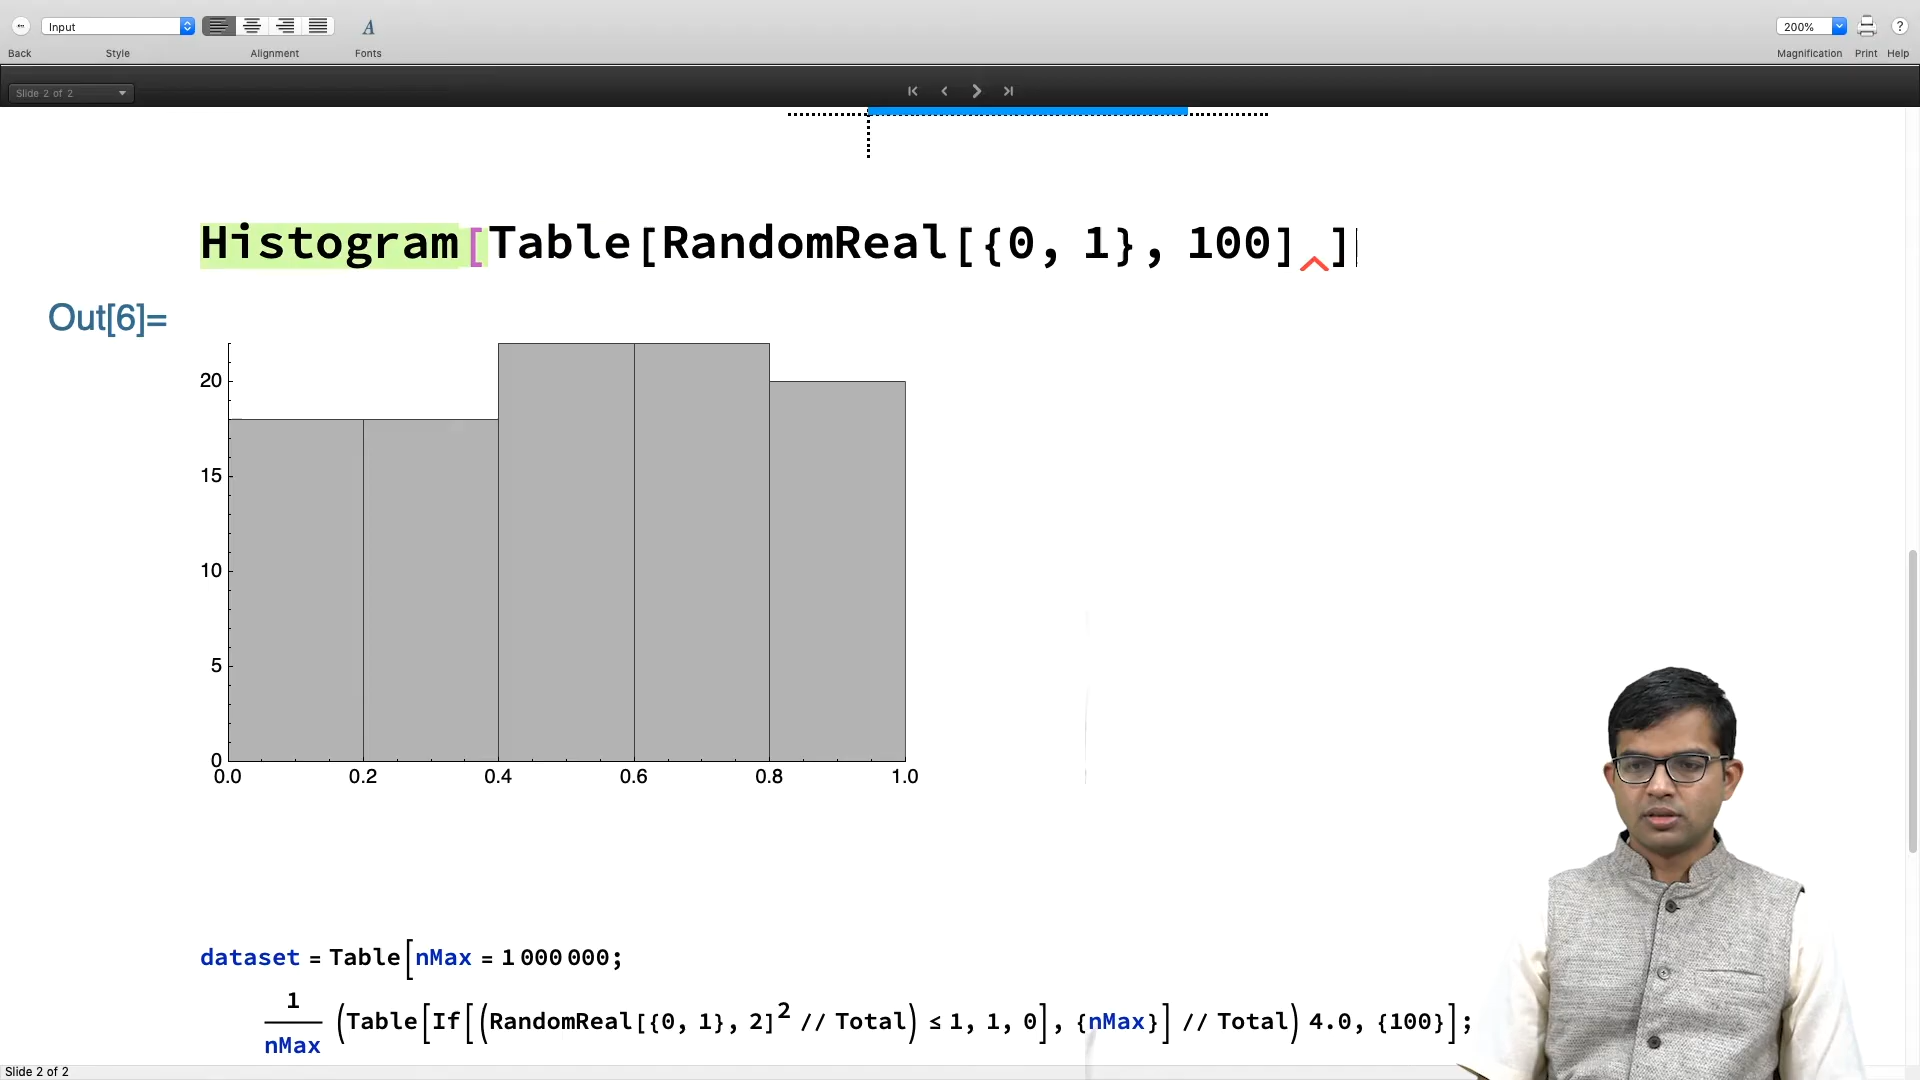 Input
200%
?
Back Style Alignment Fonts Magnification Print Help
Slide 2 of 2
Histogram[Table[RandomReal[{0, 1}, 100] ]
Out[6]=
20
15
10
5
0
0.0 0.2 0.4 0.6 0.8 1.0
dataset = Table[nMax = 1 000 000;
1
(Table[If[(RandomReal[{0, 1}, 2]² // Total) ≤ 1, 1, 0], {nMax}] // Total) 4.0, {100}];
nMax
Slide 2 of 2